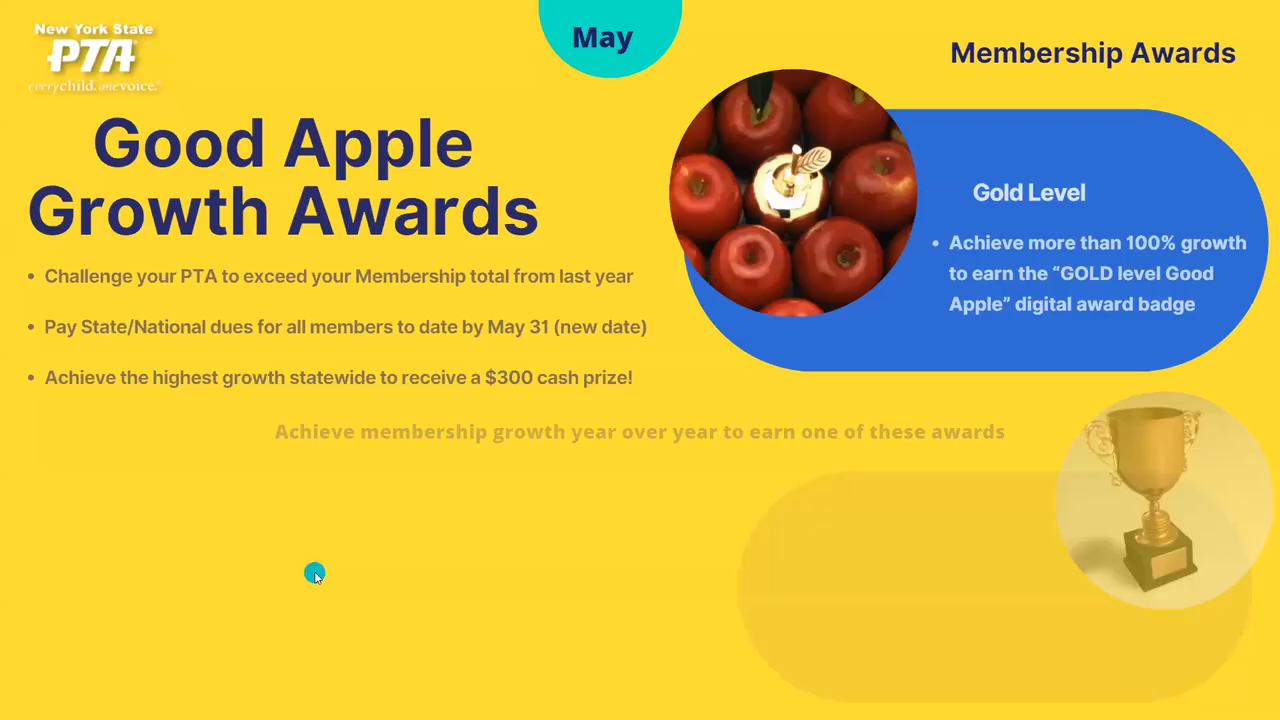 New York State
PTA
everychild.onevoice.®
May
Membership Awards
Good Apple
Growth Awards
• Challenge your PTA to exceed your Membership total from last year
• Pay State/National dues for all members to date by May 31 (new date)
• Achieve the highest growth statewide to receive a $300 cash prize!
Gold Level
• Achieve more than 100% growth
to earn the “GOLD level Good
Apple” digital award badge
Achieve membership growth year over year to earn one of these awards